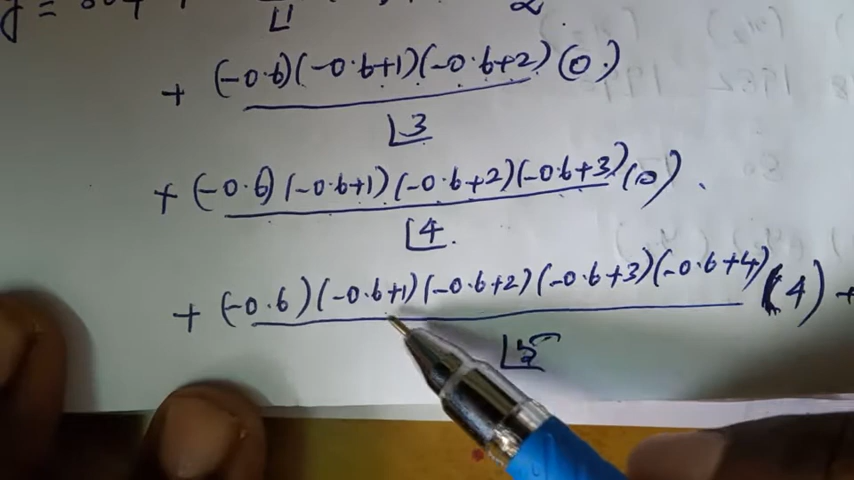 y =
+ (-0.6)(-0.6+1)(-0.6+2)(0.)
⌊3
+ (-0.6)(-0.6+1)(-0.6+2)(-0.6+3)(0).
⌊4.
+ (-0.6)(-0.6+1)(-0.6+2)(-0.6+3)(-0.6+4)(4) +
⌊5